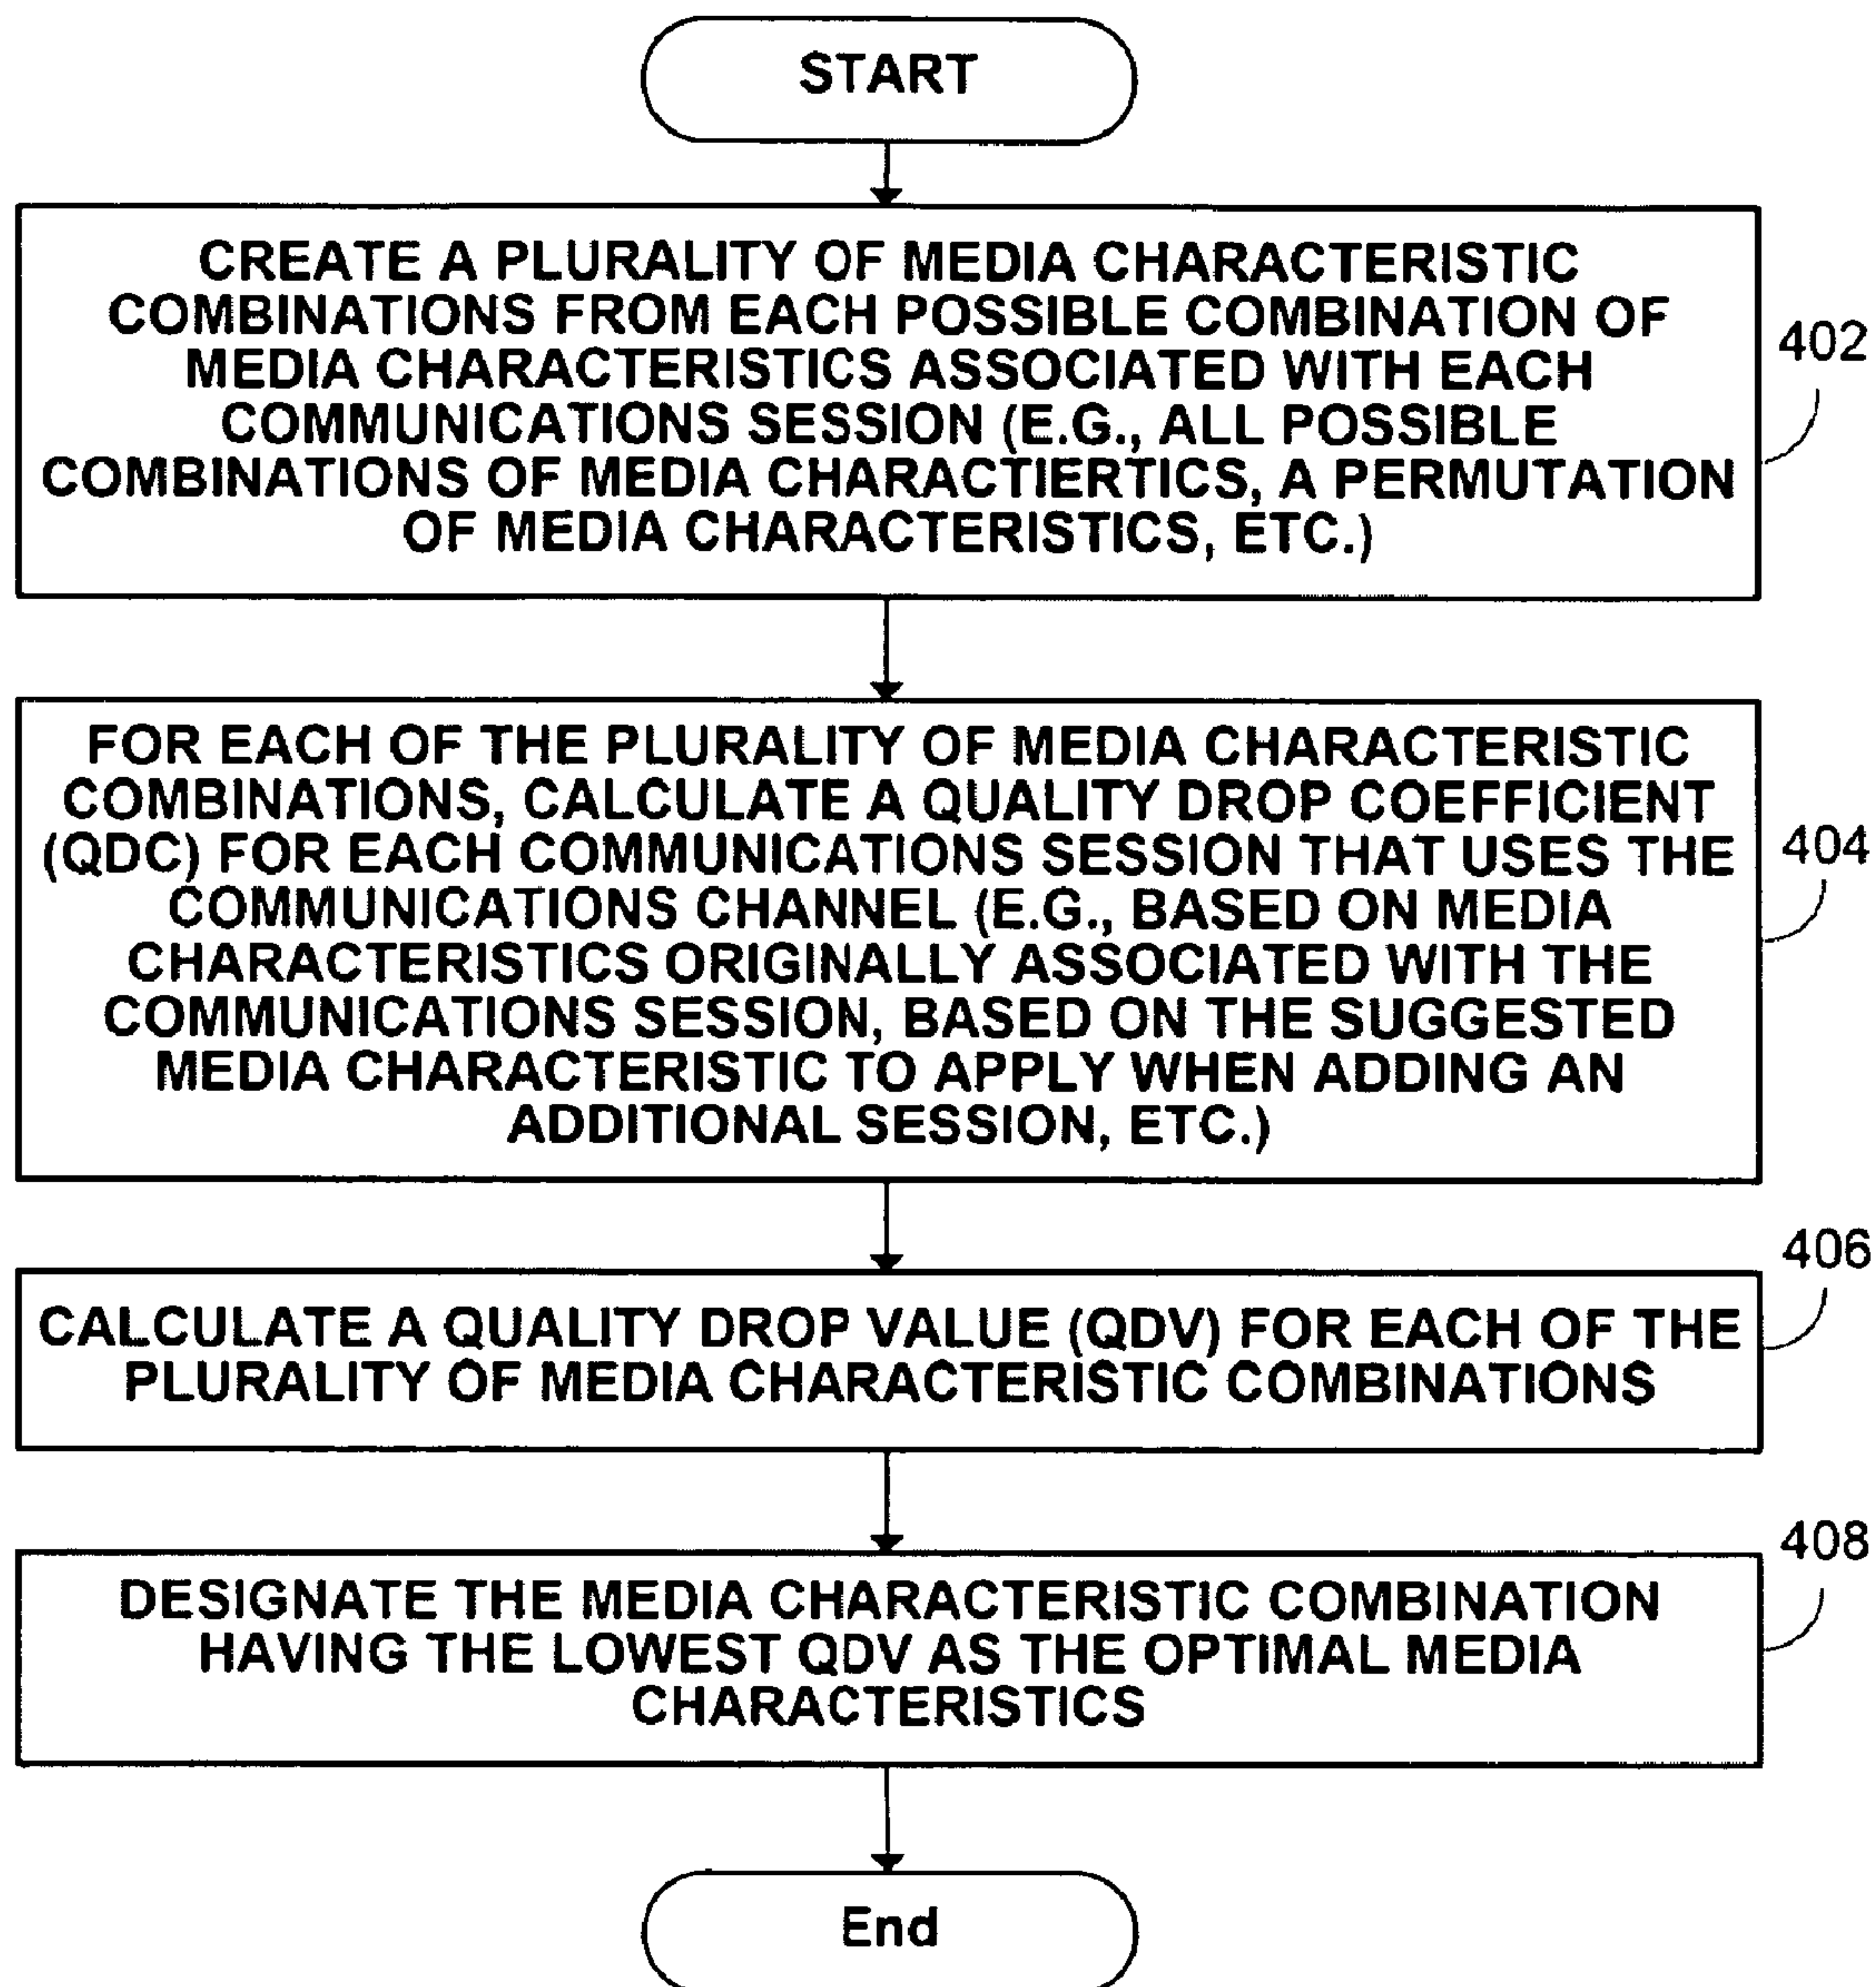 START
CREATE A PLURALITY OF MEDIA CHARACTERISTIC
COMBINATIONS FROM EACH POSSIBLE COMBINATION OF
MEDIA CHARACTERISTICS ASSOCIATED WITH EACH
COMMUNICATIONS SESSION (E.G., ALL POSSIBLE
COMBINATIONS OF MEDIA CHARACTIERTICS, A PERMUTATION
OF MEDIA CHARACTERISTICS, ETC.)
402
FOR EACH OF THE PLURALITY OF MEDIA CHARACTERISTIC
COMBINATIONS, CALCULATE A QUALITY DROP COEFFICIENT
(QDC) FOR EACH COMMUNICATIONS SESSION THAT USES THE
COMMUNICATIONS CHANNEL (E.G., BASED ON MEDIA
CHARACTERISTICS ORIGINALLY ASSOCIATED WITH THE
COMMUNICATIONS SESSION, BASED ON THE SUGGESTED
MEDIA CHARACTERISTIC TO APPLY WHEN ADDING AN
ADDITIONAL SESSION, ETC.)
404
CALCULATE A QUALITY DROP VALUE (QDV) FOR EACH OF THE
PLURALITY OF MEDIA CHARACTERISTIC COMBINATIONS
406
DESIGNATE THE MEDIA CHARACTERISTIC COMBINATION
HAVING THE LOWEST QDV AS THE OPTIMAL MEDIA
CHARACTERISTICS
408
End